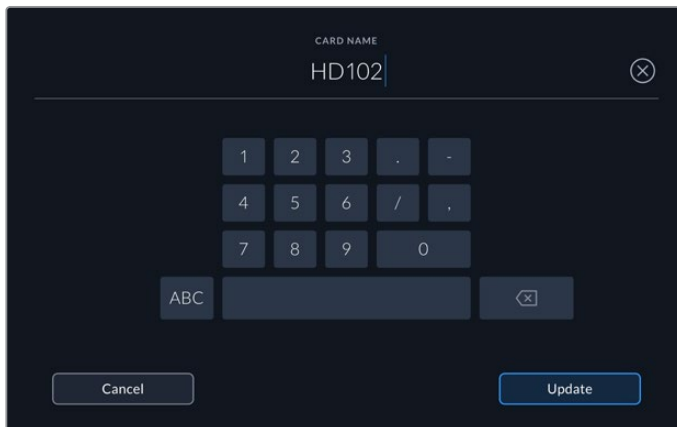 CARD NAME
HD102
1 2 3 . -
4 5 6 / ,
7 8 9 0
ABC
Cancel Update